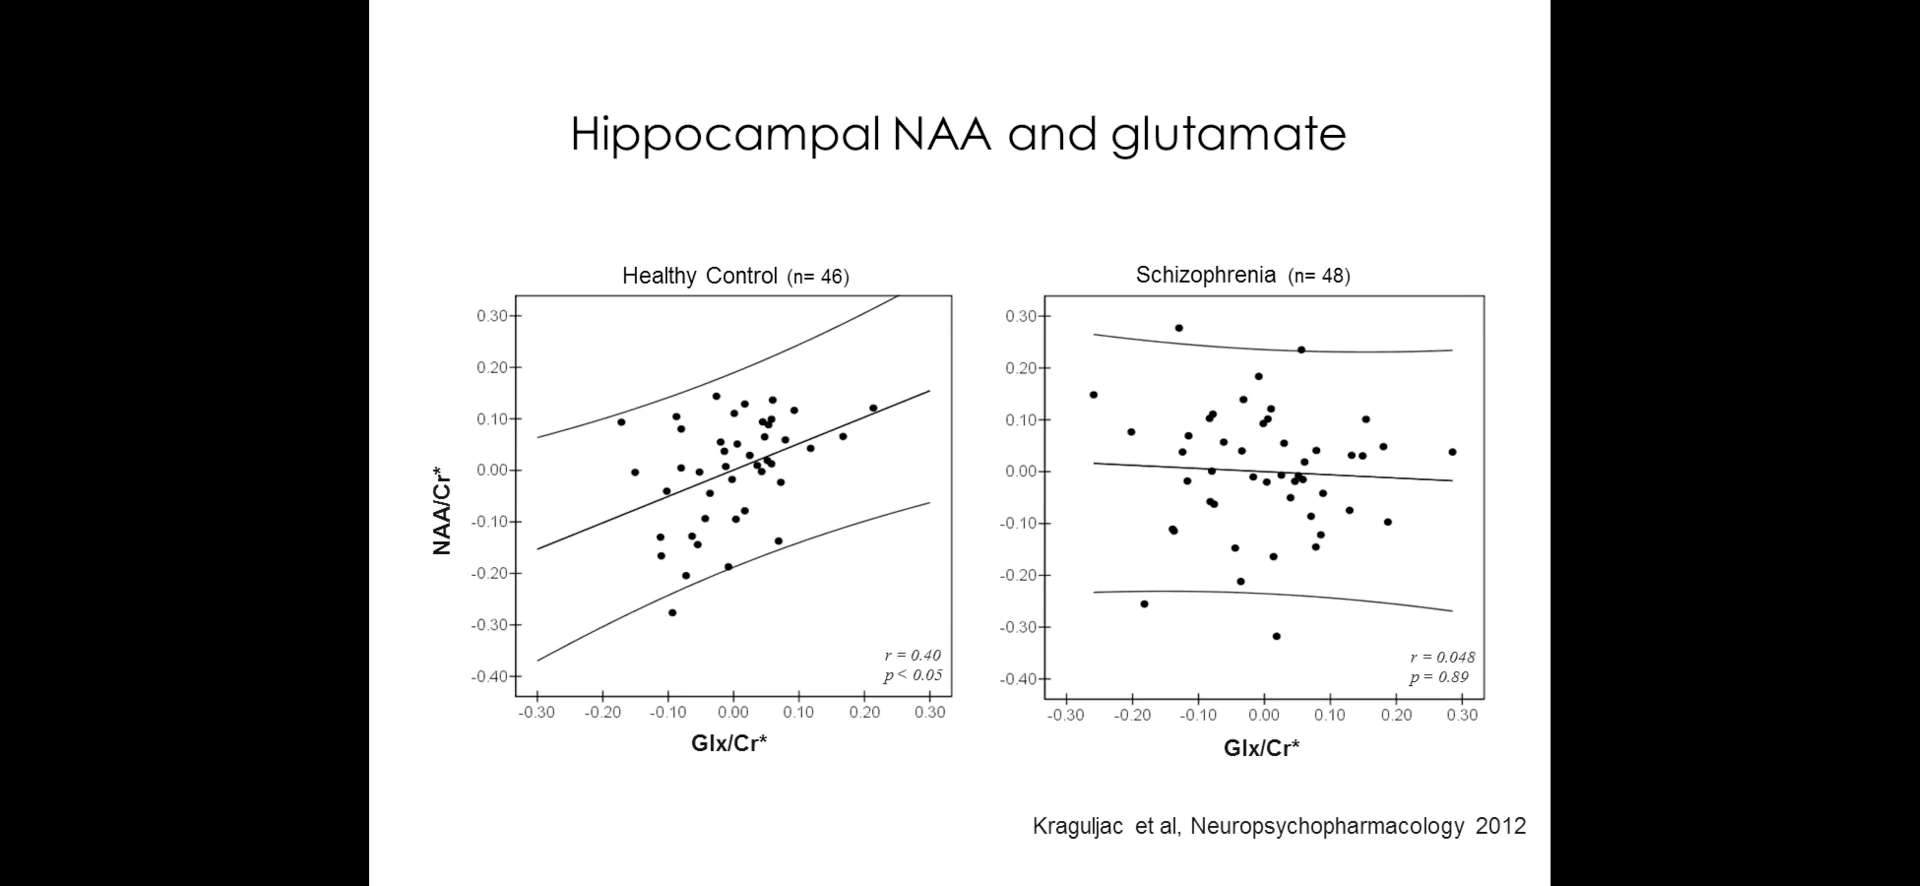 Hippocampal NAA and glutamate
Healthy Control (n= 46)
0.30
0.20
0.10
0.00
-0.10
-0.20
-0.30
-0.40
NAA/Cr*
r = 0.40
p < 0.05
-0.30 -0.20 -0.10 0.00 0.10 0.20 0.30
Glx/Cr*
Schizophrenia (n= 48)
0.30
0.20
0.10
0.00
-0.10
-0.20
-0.30
-0.40
r = 0.048
p = 0.89
-0.30 -0.20 -0.10 0.00 0.10 0.20 0.30
Glx/Cr*
Kraguljac et al, Neuropsychopharmacology 2012